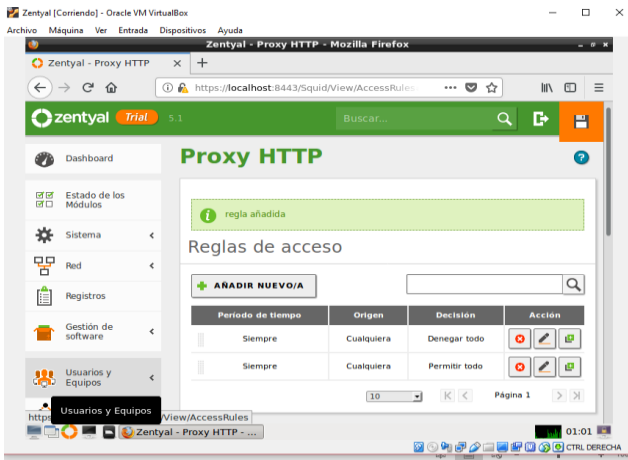 Zentyal [Corriendo] - Oracle VM VirtualBox
Archivo Máquina Ver Entrada Dispositivos Ayuda
Zentyal - Proxy HTTP - Mozilla Firefox
Zentyal - Proxy HTTP
https://localhost:8443/Squid/View/AccessRules
zentyal Trial 5.1
Buscar...
Proxy HTTP
Dashboard
Estado de los Módulos
Sistema
Red
Registros
Gestión de software
Usuarios y Equipos
regla añadida
Reglas de acceso
AÑADIR NUEVO/A
Período de tiempo Origen Decisión Acción
Siempre Cualquiera Denegar todo
Siempre Cualquiera Permitir todo
10 Página 1
Usuarios y Equipos
https /View/AccessRules
Zentyal - Proxy HTTP - ...
01:01
CTRL DERECHA